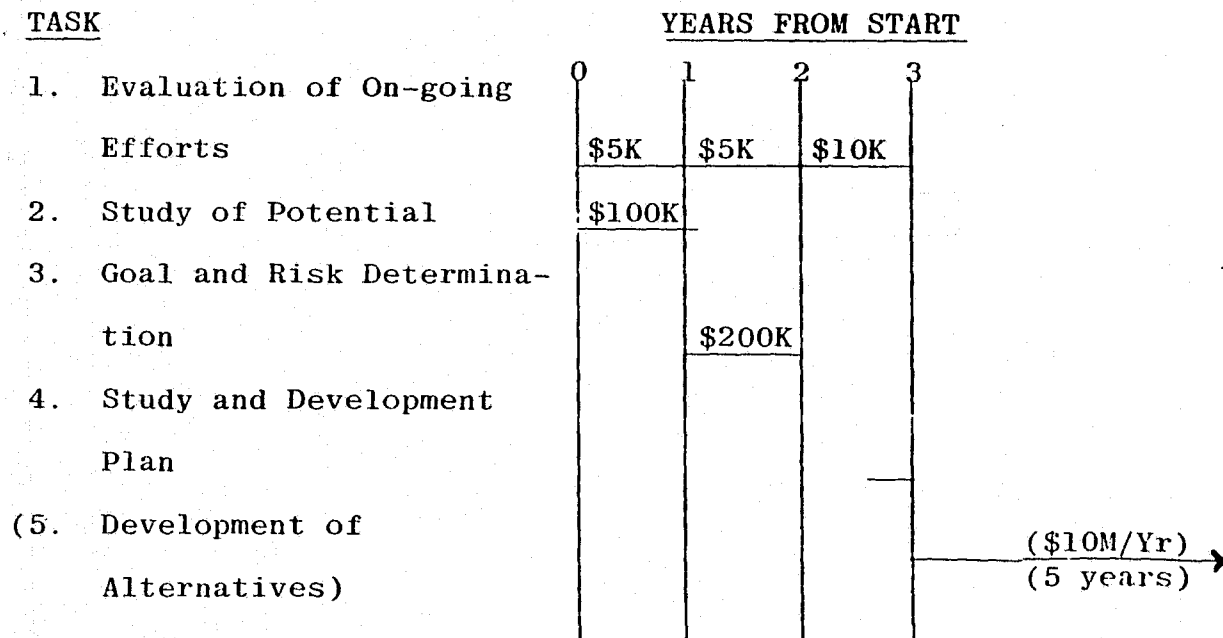 TASK YEARS FROM START
0 1 2 3
1. Evaluation of On-going
Efforts $5K $5K $10K
2. Study of Potential $100K
3. Goal and Risk Determina-
tion $200K
4. Study and Development
Plan
(5. Development of
($10M/Yr)
(5 years)
Alternatives)